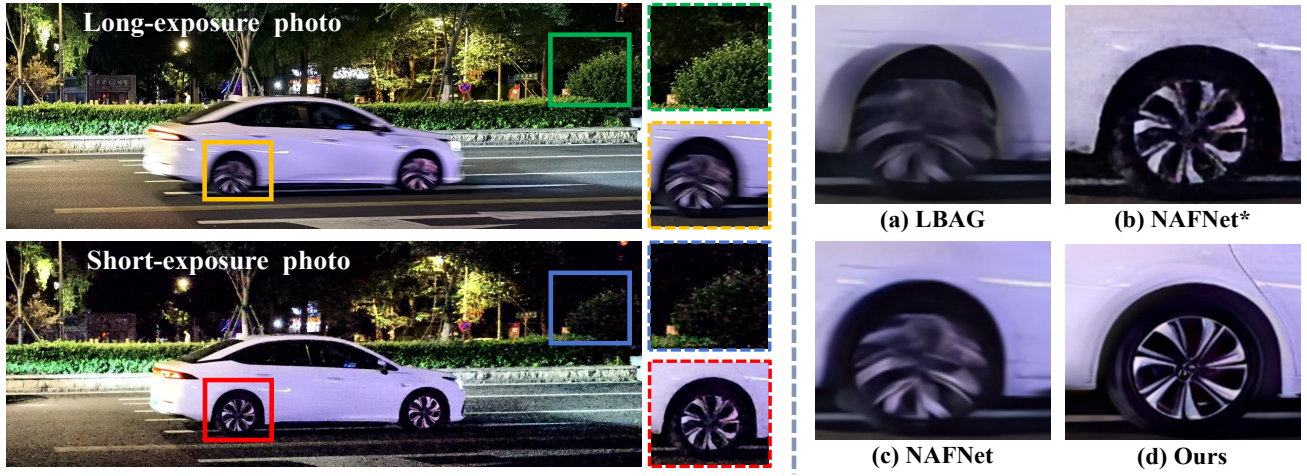 Long-exposure photo
Short-exposure photo
(a) LBAG
(b) NAFNet*
(c) NAFNet
(d) Ours